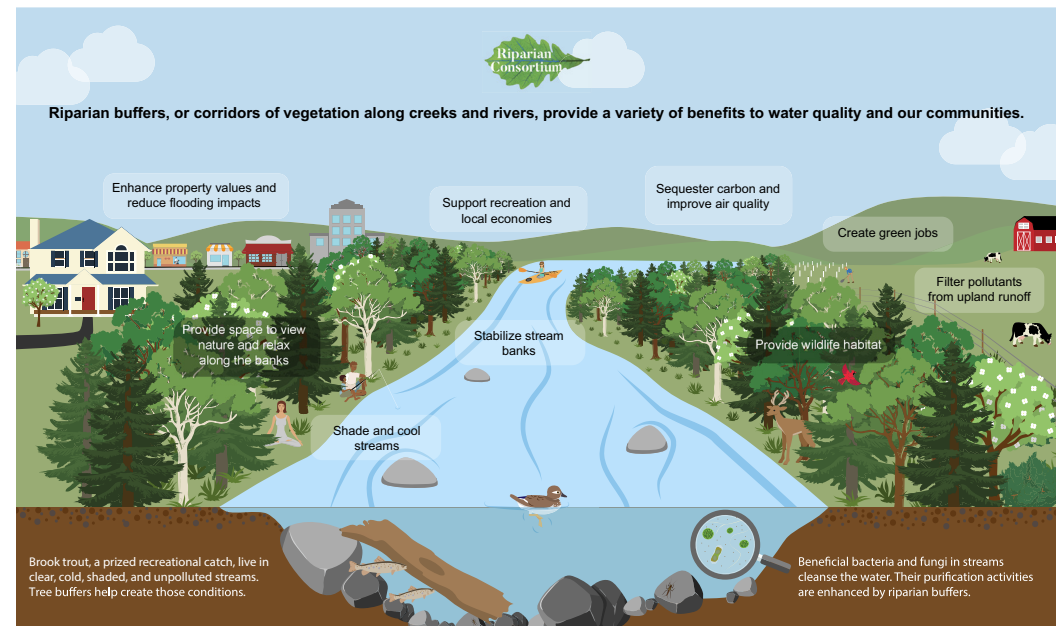 Riparian
Consortium
Riparian buffers, or corridors of vegetation along creeks and rivers, provide a variety of benefits to water quality and our communities.
Enhance property values and
reduce flooding impacts
Support recreation and
local economies
Sequester carbon and
improve air quality
Create green jobs
Filter pollutants
from upland runoff
Provide space to view
nature and relax
along the banks
Stabilize stream
banks
Provide wildlife habitat
Shade and cool
streams
Brook trout, a prized recreational catch, live in
clear, cold, shaded, and unpolluted streams.
Tree buffers help create those conditions.
Beneficial bacteria and fungi in streams
cleanse the water. Their purification activities
are enhanced by riparian buffers.